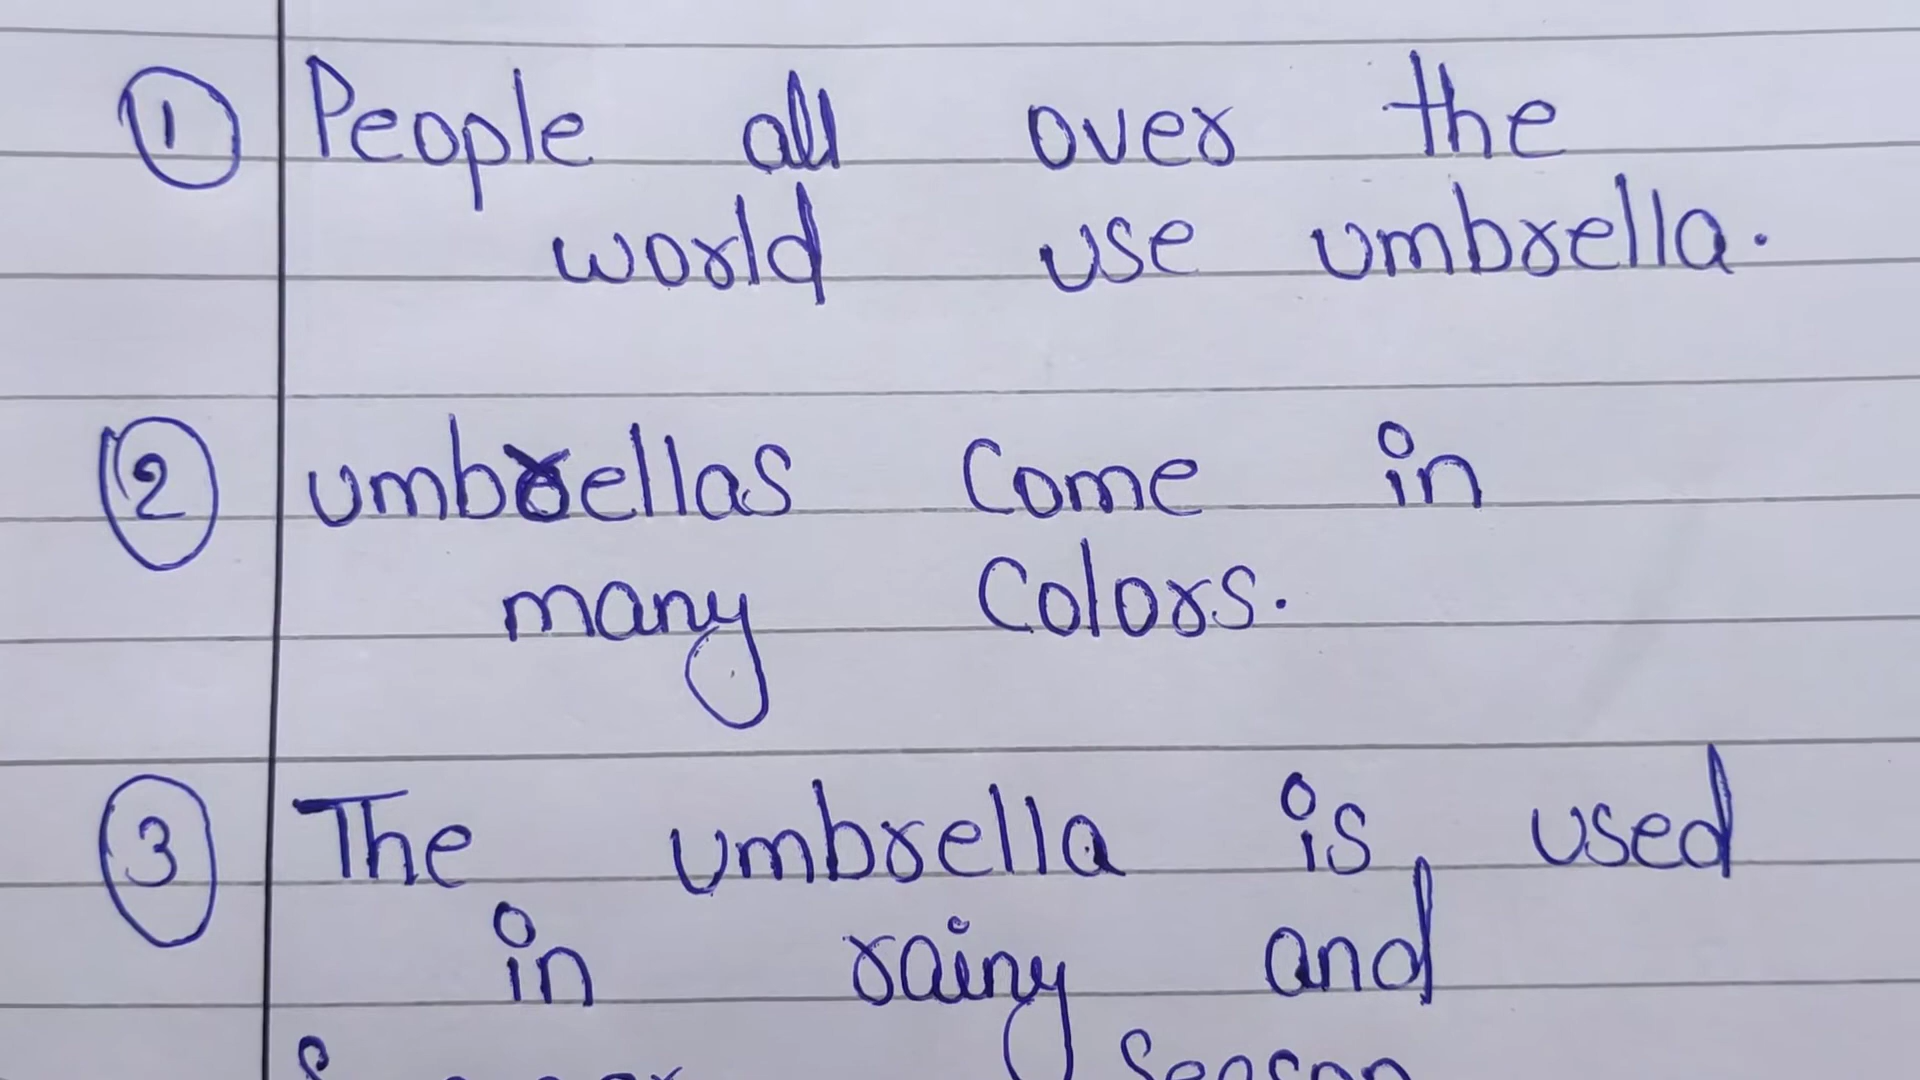 ① People all over the
world use umbrella.
② umbrellas come in
many colors.
③ The umbrella is used
in rainy and
Season